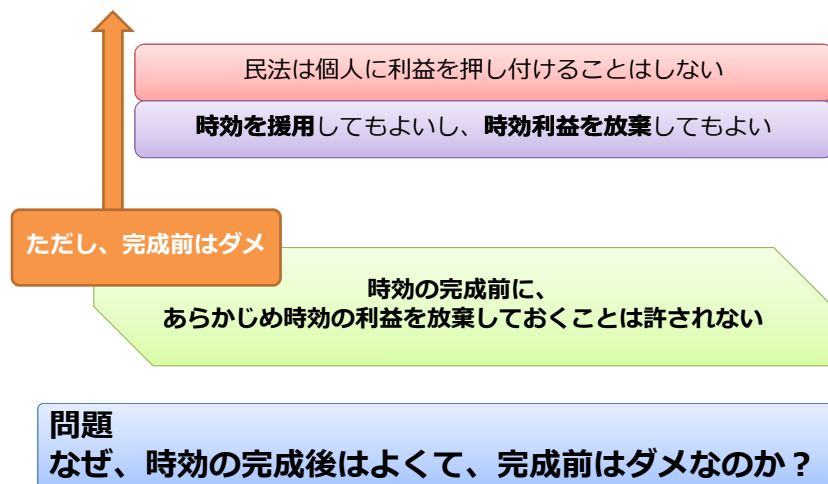 民法は個人に利益を押し付けることはしない
時効を援用してもよいし、時効利益を放棄してもよい
ただし、完成前はダメ
時効の完成前に、
あらかじめ時効の利益を放棄しておくことは許されない
問題
なぜ、時効の完成後はよくて、完成前はダメなのか？